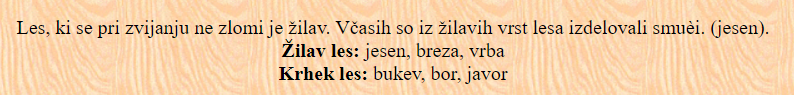 Les, ki se pri zvijanju ne zlomi je žilav. Včasih so iz žilavih vrst lesa izdelovali smuèi. (jesen).
Žilav les: jesen, breza, vrba
Krhek les: bukev, bor, javor